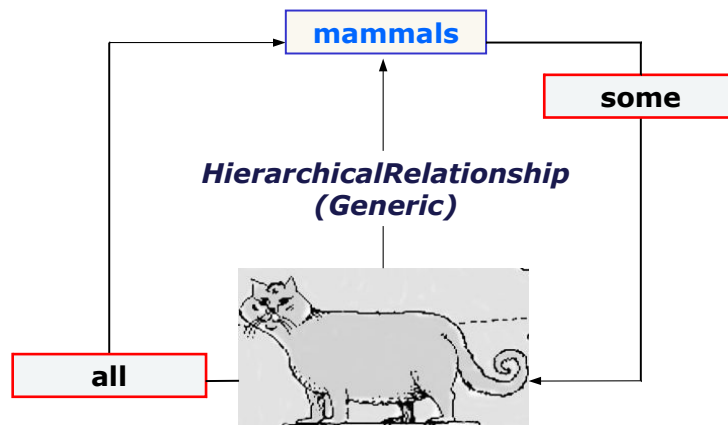 mammals
some
HierarchicalRelationship
(Generic)
all